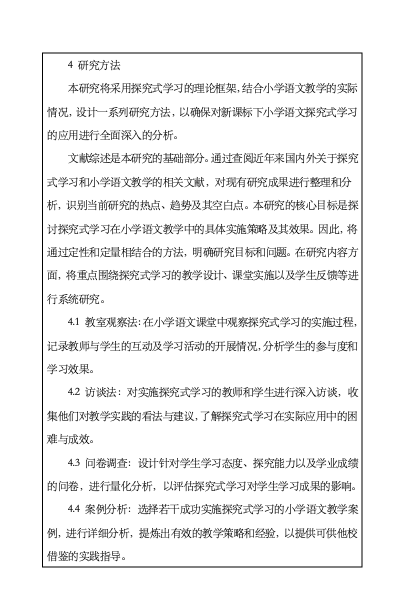 4 研究方法
本研究将采用探究式学习的理论框架,结合小学语文教学的实际
情况，设计一系列研究方法，以确保对新课标下小学语文探究式学习
的应用进行全面深入的分析。
文献综述是本研究的基础部分。通过查阅近年来国内外关于探究
式学习和小学语文教学的相关文献，对现有研究成果进行整理和分
析，识别当前研究的热点、趋势及其空白点。本研究的核心目标是探
讨探究式学习在小学语文教学中的具体实施策略及其效果。因此，将
通过定性和定量相结合的方法，明确研究目标和问题。在研究内容方
面，将重点围绕探究式学习的教学设计、课堂实施以及学生反馈等进
行系统研究。
4.1 教室观察法：在小学语文课堂中观察探究式学习的实施过程，
记录教师与学生的互动及学习活动的开展情况，分析学生的参与度和
学习效果。
4.2 访谈法：对实施探究式学习的教师和学生进行深入访谈，收
集他们对教学实践的看法与建议，了解探究式学习在实际应用中的困
难与成效。
4.3 问卷调查：设计针对学生学习态度、探究能力以及学业成绩
的问卷，进行量化分析，以评估探究式学习对学生学习成果的影响。
4.4 案例分析：选择若干成功实施探究式学习的小学语文教学案
例，进行详细分析，提炼出有效的教学策略和经验，以提供可供他校
借鉴的实践指导。